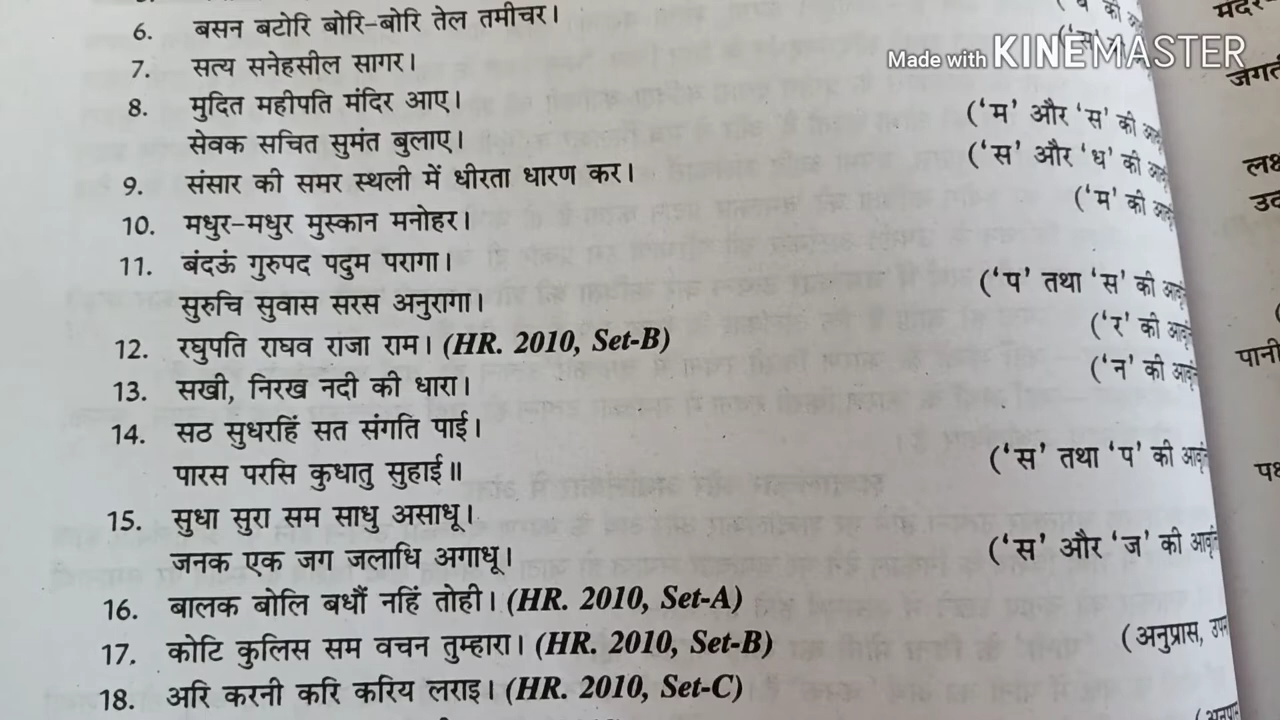 6. बसन बटोरि बोरि-बोरि तेल तमीचर।
Made with KINEMASTER
7. सत्य सनेहसील सागर।
8. मुदित महीपति मंदिर आए।
सेवक सचित सुमंत बुलाए। ('म' और 'स' की
9. संसार की समर स्थली में धीरता धारण कर। ('स' और 'ध' की
10. मधुर-मधुर मुस्कान मनोहर। ('म' की
11. बंदऊं गुरुपद पदुम परागा।
सुरुचि सुवास सरस अनुरागा। ('प' तथा 'स' की
12. रघुपति राघव राजा राम। (HR. 2010, Set-B) ('र' की
13. सखी, निरख नदी की धारा। ('न' की
14. सठ सुधरहिं सत संगति पाई।
पारस परसि कुधातु सुहाई॥ ('स' तथा 'प' की
15. सुधा सुरा सम साधु असाधू।
जनक एक जग जलाधि अगाधू। ('स' और 'ज' की
16. बालक बोलि बधौं नहिं तोही। (HR. 2010, Set-A)
17. कोटि कुलिस सम वचन तुम्हारा। (HR. 2010, Set-B) (अनुप्रास,
18. अरि करनी करि करिय लराइ। (HR. 2010, Set-C)